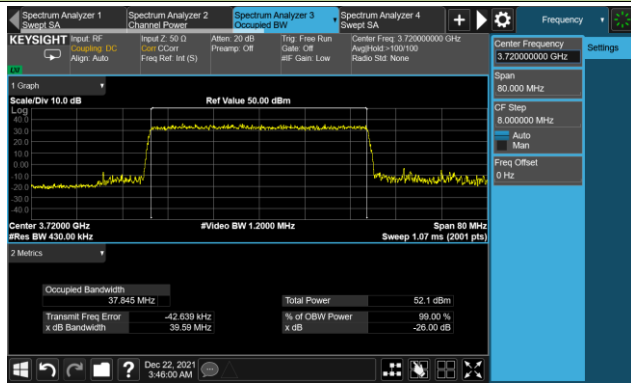 Spectrum Analyzer 1
Swept SA
Spectrum Analyzer 2
Channel Power
Spectrum Analyzer 3
Occupied BW
Spectrum Analyzer 4
Swept SA
+
Frequency
KEYSIGHT
Input: RF
Coupling: DC
Align: Auto
Input Z: 50 Ω
Corr CCorr
Freq Ref: Int (S)
Atten: 20 dB
Preamp: Off
Trig: Free Run
Gate: Off
#IF Gain: Low
Center Freq: 3.720000000 GHz
Avg|Hold:>100/100
Radio Std: None
Center Frequency
3.720000000 GHz
Settings
Span
80.000 MHz
CF Step
8.000000 MHz
Auto
Man
Freq Offset
0 Hz
1 Graph
Scale/Div 10.0 dB
Ref Value 50.00 dBm
Log
40.0
30.0
20.0
10.0
0.00
-10.0
-20.0
-30.0
-40.0
Center 3.72000 GHz
#Video BW 1.2000 MHz
Span 80 MHz
#Res BW 430.00 kHz
Sweep 1.07 ms (2001 pts)
2 Metrics
Occupied Bandwidth
37.845 MHz
Total Power
52.1 dBm
Transmit Freq Error
-42.639 kHz
% of OBW Power
99.00 %
x dB Bandwidth
39.59 MHz
x dB
-26.00 dB
?
Dec 22, 2021
3:46:00 AM